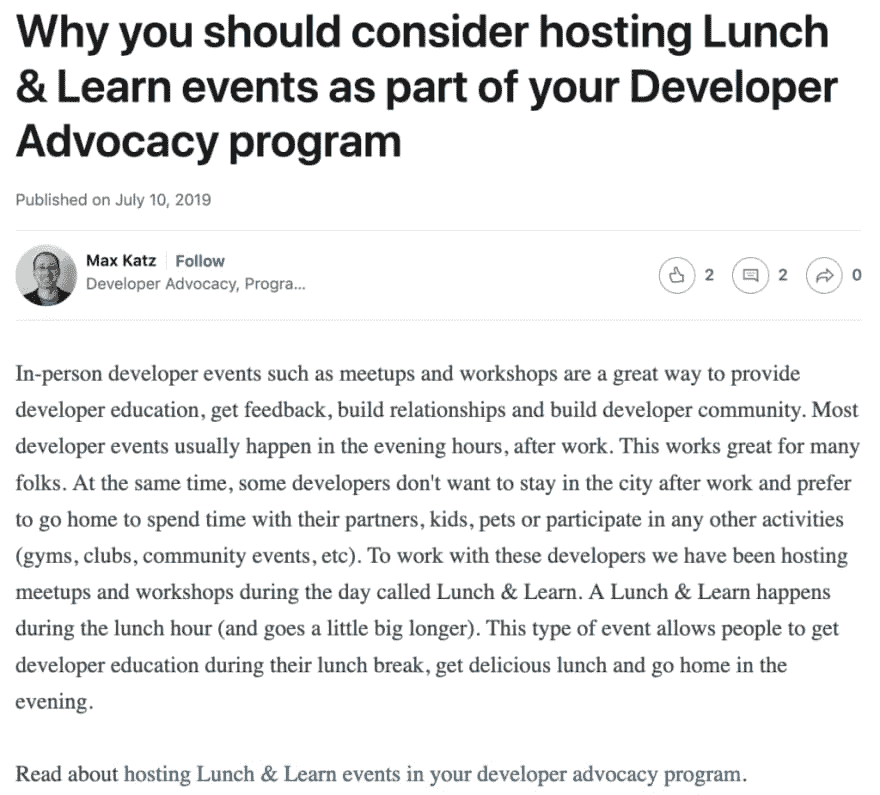 Why you should consider hosting Lunch
& Learn events as part of your Developer
Advocacy program
Published on July 10, 2019
Max Katz Follow
Developer Advocacy, Progra...
2 2 0
In-person developer events such as meetups and workshops are a great way to provide
developer education, get feedback, build relationships and build developer community. Most
developer events usually happen in the evening hours, after work. This works great for many
folks. At the same time, some developers don't want to stay in the city after work and prefer
to go home to spend time with their partners, kids, pets or participate in any other activities
(gyms, clubs, community events, etc). To work with these developers we have been hosting
meetups and workshops during the day called Lunch & Learn. A Lunch & Learn happens
during the lunch hour (and goes a little big longer). This type of event allows people to get
developer education during their lunch break, get delicious lunch and go home in the
evening.
Read about hosting Lunch & Learn events in your developer advocacy program.